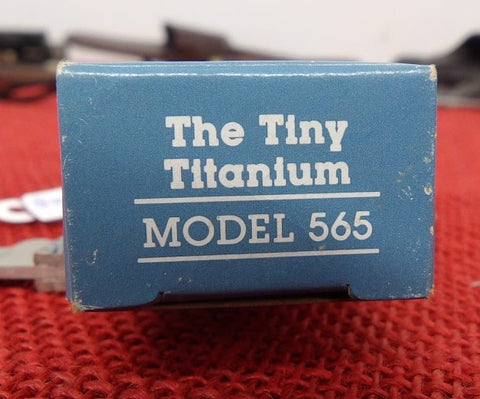 The Tiny
Titanium
MODEL 565